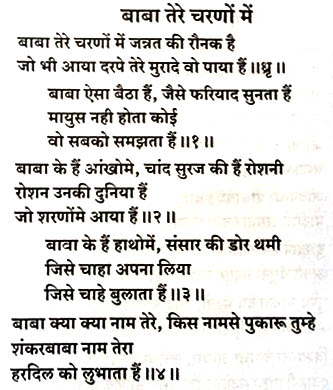 बाबा तेरे चरणों में
बाबा तेरे चरणों में जन्नत की रौनक है
जो भी आया दरपे तेरे मुरादे वो पाया हैं ॥धृ॥
बाबा ऐसा बैठा हैं, जैसे फरियाद सुनता हैं
मायुस नही होता कोई
वो सबको समझता हैं ॥१॥
बाबा के हैं आंखोमे, चांद सुरज की हैं रोशनी
रोशन उनकी दुनिया हैं
जो शरणोंमे आया हैं ॥२॥
बावा के हैं हाथोमें, संसार की डोर थमी
जिसे चाहा अपना लिया
जिसे चाहे बुलाता हैं ॥३॥
बाबा क्या क्या नाम तेरे, किस नामसे पुकारू तुम्हे
शंकरबाबा नाम तेरा
हरदिल को लुभाता हैं ॥४॥